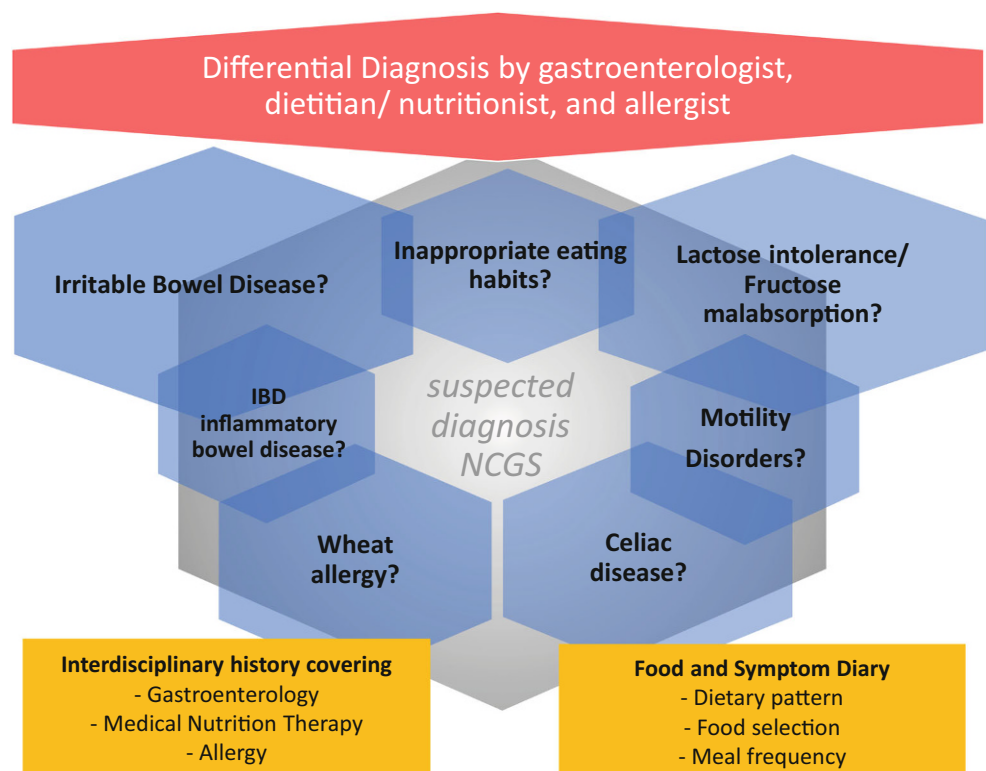 Differential Diagnosis by gastroenterologist,
dietitian/ nutritionist, and allergist
Irritable Bowel Disease?
Inappropriate eating
habits?
Lactose intolerance/
Fructose
malabsorption?
IBD
inflammatory
bowel disease?
suspected
diagnosis
NCGS
Motility
Disorders?
Wheat
allergy?
Celiac
disease?
Interdisciplinary history covering
- Gastroenterology
- Medical Nutrition Therapy
- Allergy
Food and Symptom Diary
- Dietary pattern
- Food selection
- Meal frequency